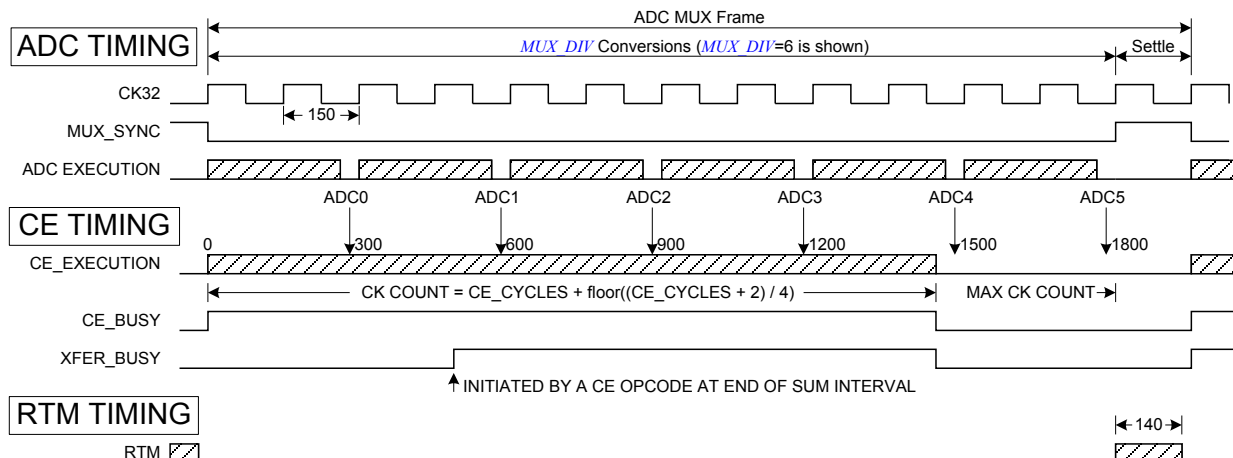 ADC MUX Frame
ADC TIMING
MUX_DIV Conversions (MUX_DIV=6 is shown)
Settle
CK32
150
MUX_SYNC
ADC EXECUTION
ADC0 ADC1 ADC2 ADC3 ADC4 ADC5
CE TIMING
0 300 600 900 1200 1500 1800
CE_EXECUTION
CK COUNT = CE_CYCLES + floor((CE_CYCLES + 2) / 4)
MAX CK COUNT
CE_BUSY
XFER_BUSY
INITIATED BY A CE OPCODE AT END OF SUM INTERVAL
RTM TIMING
140
RTM